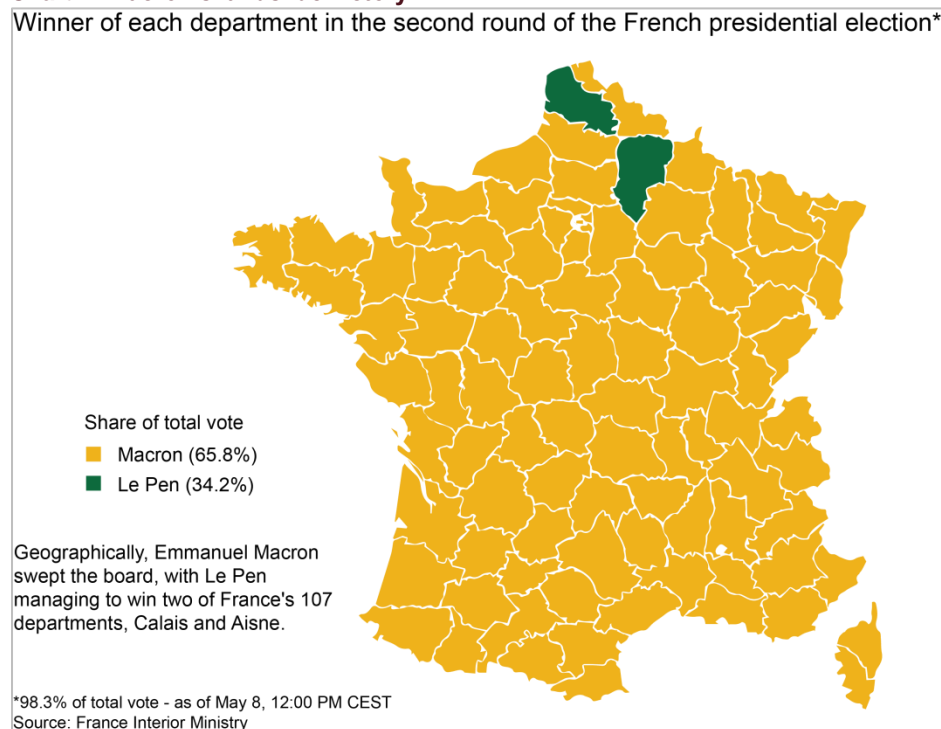 Winner of each department in the second round of the French presidential election*
Share of total vote
Macron (65.8%)
Le Pen (34.2%)
Geographically, Emmanuel Macron
swept the board, with Le Pen
managing to win two of France's 107
departments, Calais and Aisne.
*98.3% of total vote - as of May 8, 12:00 PM CEST
Source: France Interior Ministry